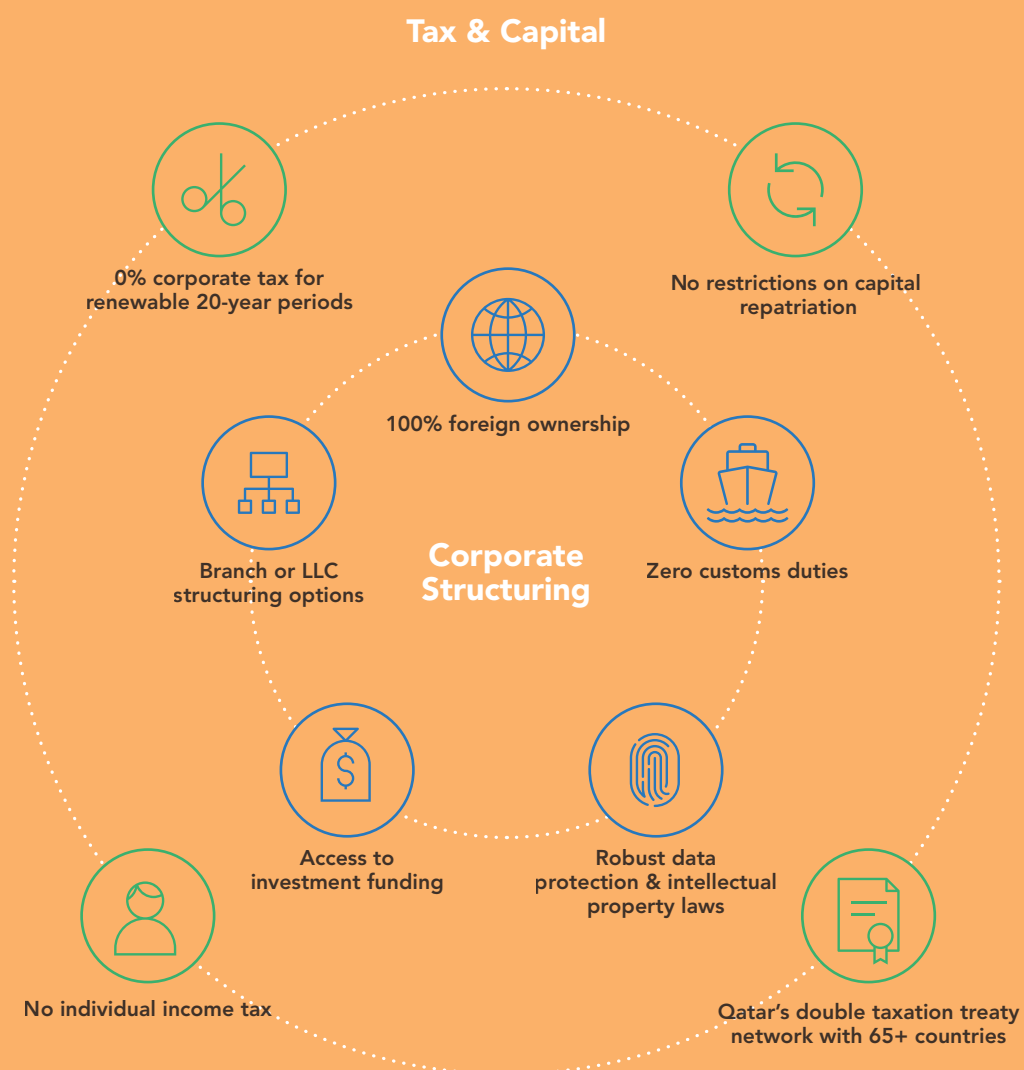 Tax & Capital
0% corporate tax for
renewable 20-year periods
No restrictions on capital
repatriation
100% foreign ownership
Branch or LLC
structuring options
Corporate
Structuring
Zero customs duties
Access to
investment funding
Robust data
protection & intellectual
property laws
No individual income tax
Qatar’s double taxation treaty
network with 65+ countries